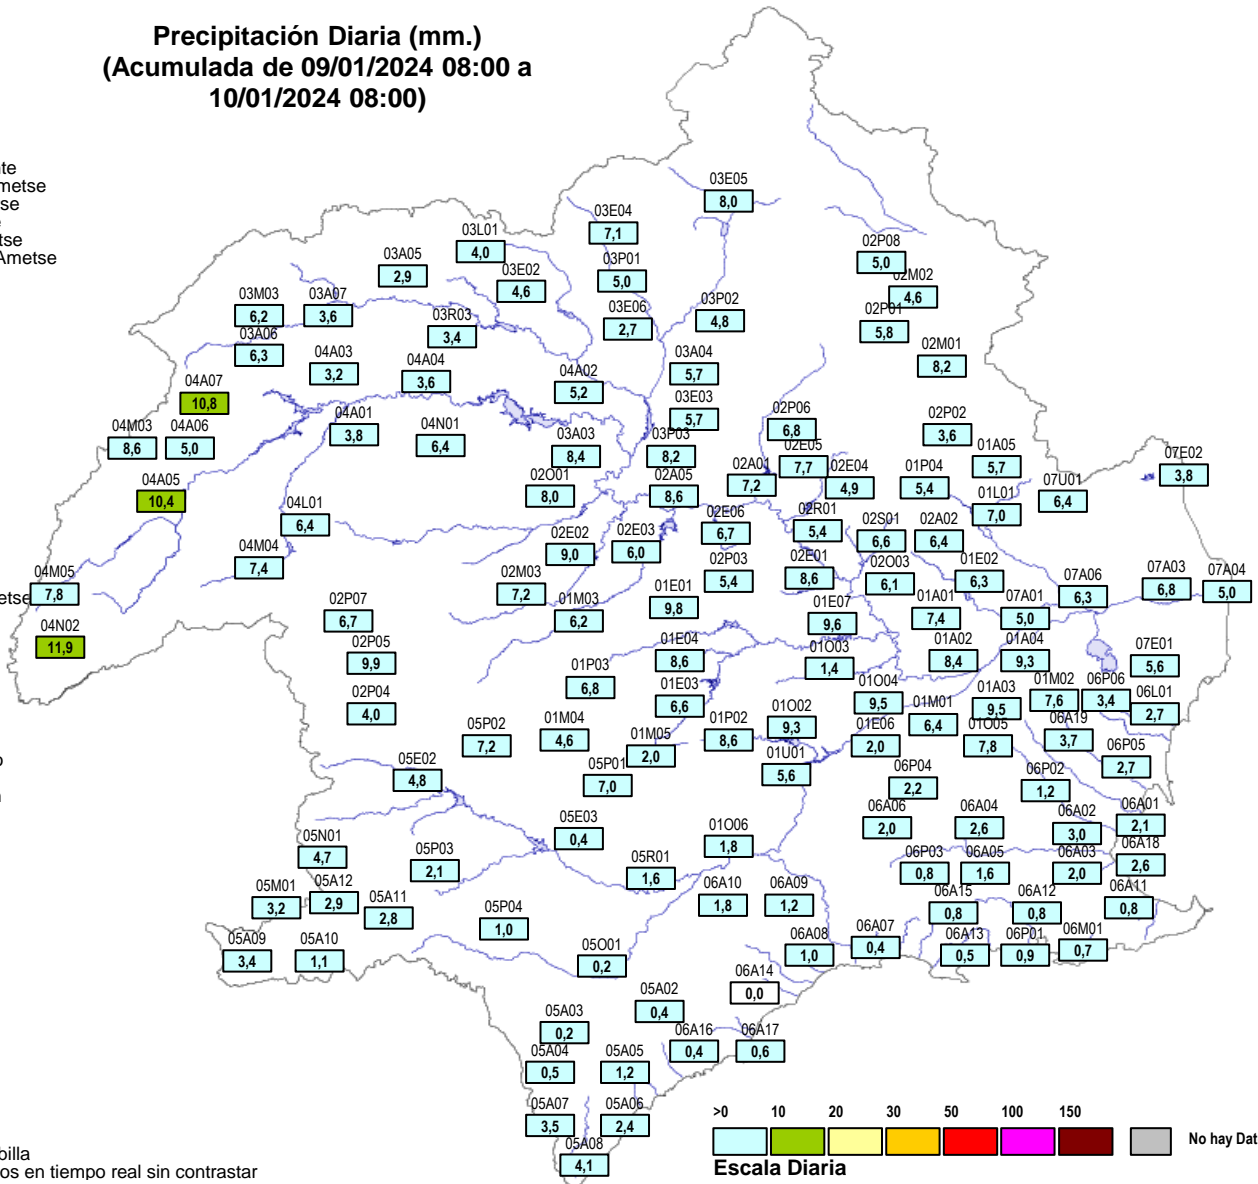 Precipitación Diaria (mm.)
(Acumulada de 09/01/2024 08:00 a
10/01/2024 08:00)
nte
metse
tse
e
tse
Ametse
03E05
8,0
03E04
7,1
03L01
4,0
03A05
2,9
03E02
4,6
03P01
5,0
02P08
5,0
02M02
4,6
03M03
6,2
03A07
3,6
03R03
3,4
03E06
2,7
03P02
4,8
02P01
5,8
03A06
6,3
04A03
3,2
04A04
3,6
04A02
5,2
03A04
5,7
02M01
8,2
04A07
10,8
03E03
5,7
04M03
8,6
04A06
5,0
04A01
3,8
04N01
6,4
03A03
8,4
03P03
8,2
02P06
6,8
02P02
3,6
02E05
7,7
01A05
5,7
07E02
3,8
04A05
10,4
02O01
8,0
02A05
8,6
02A01
7,2
02E04
4,9
01P04
5,4
07U01
6,4
01L01
7,0
04L01
6,4
02E06
6,7
02R01
5,4
02S01
6,6
02A02
6,4
02E02
9,0
02E03
6,0
04M04
7,4
02P03
5,4
02E01
8,6
02O03
6,1
01E02
6,3
04M05
7,8
etse
02M03
7,2
01E01
9,8
07A06
6,3
07A03
6,8
07A04
5,0
02P07
6,7
01M03
6,2
01E07
9,6
01A01
7,4
07A01
5,0
04N02
11,9
02P05
9,9
01E04
8,6
01O03
1,4
01A02
8,4
01A04
9,3
07E01
5,6
01P03
6,8
01E03
6,6
02P04
4,0
01O04
9,5
01M01
6,4
01A03
9,5
01M02
7,6
06P06
3,4
06L01
2,7
05P02
7,2
01M04
4,6
01M05
2,0
01P02
8,6
01O02
9,3
01E06
2,0
01O05
7,8
06A19
3,7
06P05
2,7
05E02
4,8
05P01
7,0
01U01
5,6
06P04
2,2
06P02
1,2
05E03
0,4
01O06
1,8
06A06
2,0
06A04
2,6
06A02
3,0
06A01
2,1
05N01
4,7
05P03
2,1
05R01
1,6
06P03
0,8
06A05
1,6
06A03
2,0
06A18
2,6
05M01
3,2
05A12
2,9
05A11
2,8
06A10
1,8
06A09
1,2
06A15
0,8
06A12
0,8
06A11
0,8
05P04
1,0
05A09
3,4
05A10
1,1
05O01
0,2
06A08
1,0
06A07
0,4
06A13
0,5
06P01
0,9
06M01
0,7
06A14
0,0
05A02
0,4
05A03
0,2
06A16
0,4
06A17
0,6
05A04
0,5
05A05
1,2
05A07
3,5
05A06
2,4
05A08
4,1
>0 10 20 30 50 100 150
No hay Dat
Escala Diaria
billa
os en tiempo real sin contrastar